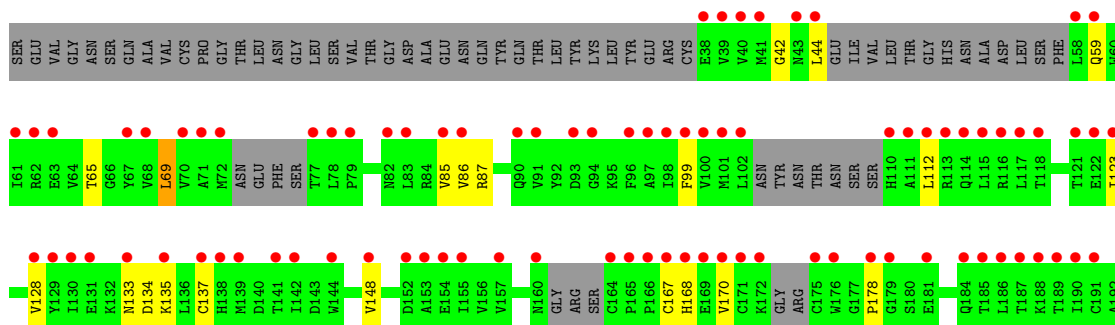 SER GLU VAL GLY ASN SER GLN ALA VAL CYS PRO GLY THR LEU ASN GLY LEU SER VAL THR GLY ASP ALA GLU ASN GLN TYR GLN THR LEU TYR LYS LEU TYR GLU ARG CYS E38 V39 V40 M41 G42 N43 L44 GLU ILE VAL LEU THR GLY HIS ASN ALA ASP LEU SER PHE L58 Q59 W60
I61 R62 E63 V64 T65 G66 Y67 V68 L69 V70 A71 M72 ASN GLU PHE SER T77 L78 P79 N82 L83 R84 V85 V86 R87 Q90 V91 Y92 D93 G94 K95 F96 A97 I98 F99 V100 M101 L102 ASN TYR ASN THR ASN SER SER H110 A111 L112 R113 Q114 L115 R116 L117 T118 T121 E122 I123
V128 Y129 I130 E131 K132 N133 D134 K135 L136 C137 H138 M139 D140 T141 I142 D143 W144 V148 D152 A153 E154 I155 V156 V157 N160 GLY ARG SER C164 P165 P166 C167 H168 E169 V170 C171 K172 GLY ARG C175 W176 G177 P178 G179 S180 E181 Q184 T185 L186 T187 K188 T189 I190 C191